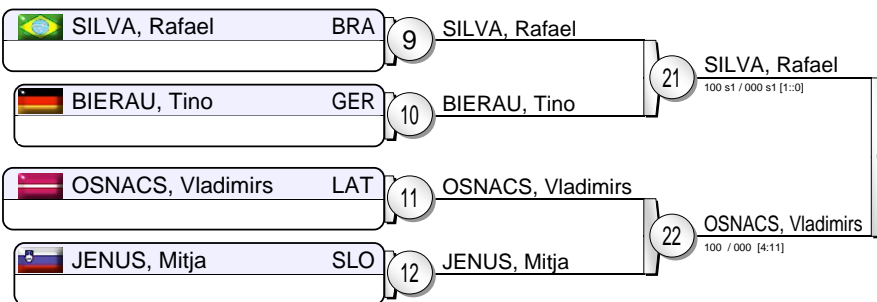 SILVA, Rafael BRA 9 SILVA, Rafael
21 SILVA, Rafael
100 s1 / 000 s1 [1::0]
BIERAU, Tino GER 10 BIERAU, Tino
OSNACS, Vladimirs LAT 11 OSNACS, Vladimirs
22 OSNACS, Vladimirs
100 / 000 [4:11]
JENUS, Mitja SLO 12 JENUS, Mitja